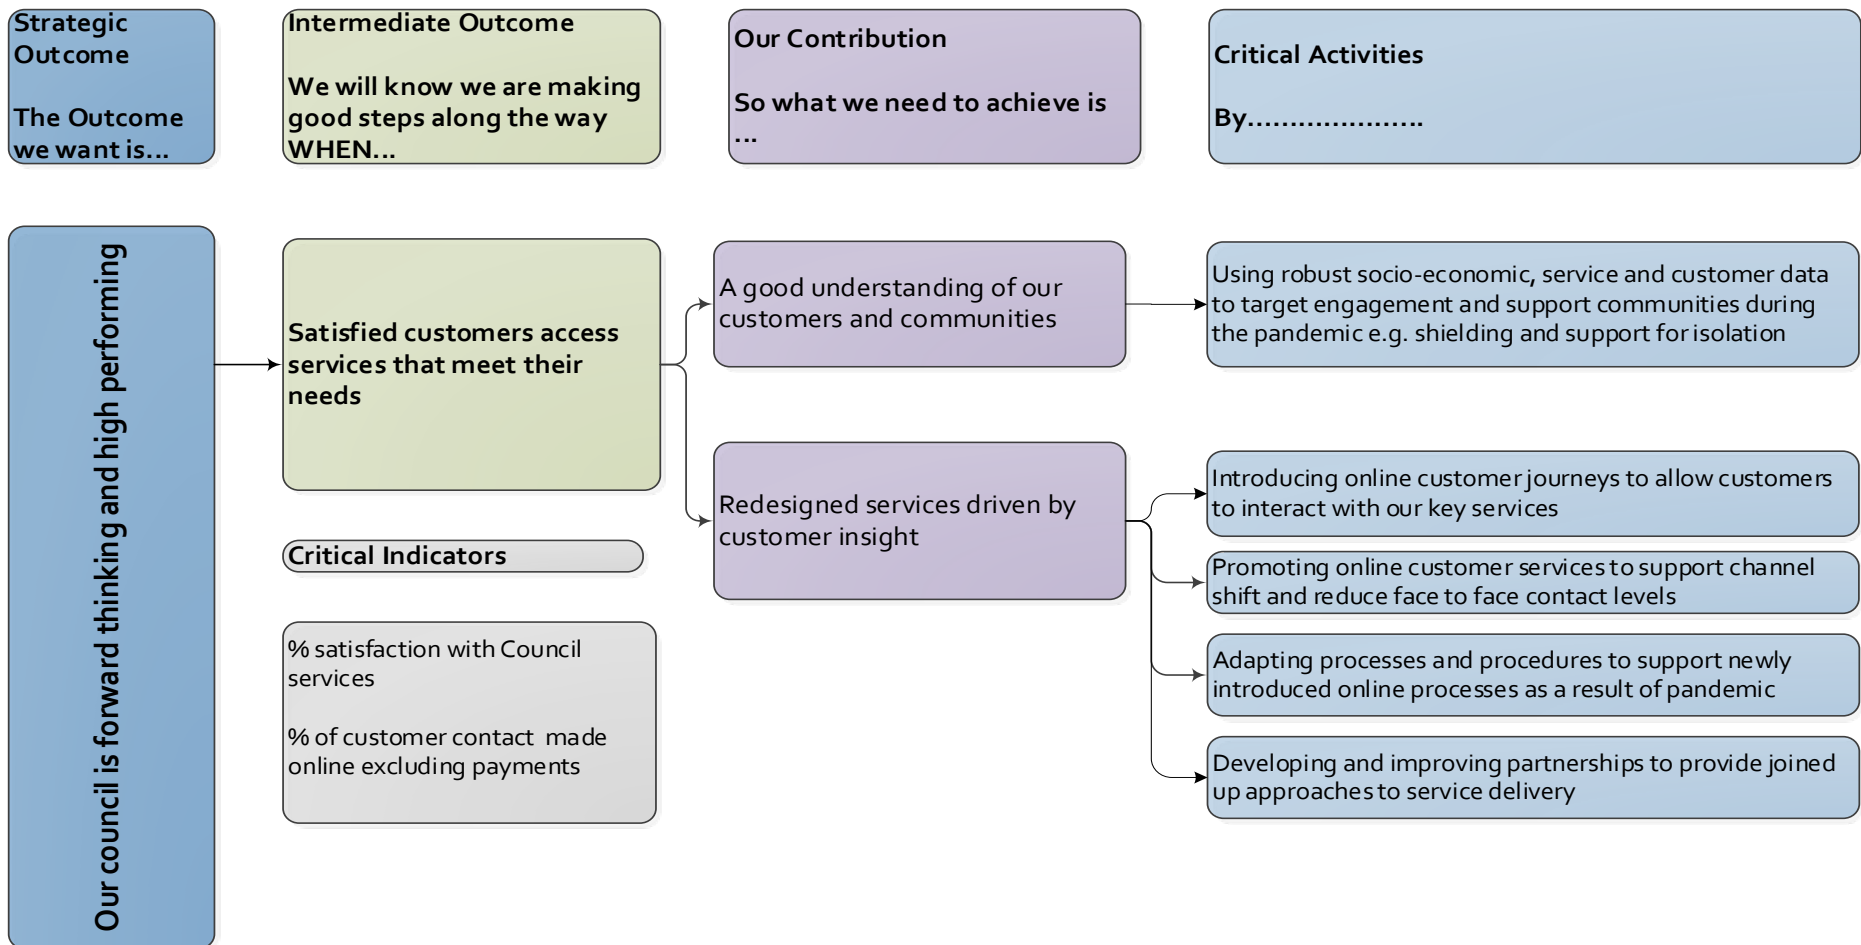 Strategic
Outcome
The Outcome
we want is...
Intermediate Outcome
We will know we are making
good steps along the way
WHEN...
Our Contribution
So what we need to achieve is
...
Critical Activities
By.....................
Our council is forward thinking and high performing
Satisfied customers access
services that meet their
needs
Critical Indicators
% satisfaction with Council
services
% of customer contact made
online excluding payments
A good understanding of our
customers and communities
Redesigned services driven by
customer insight
Using robust socio-economic, service and customer data
to target engagement and support communities during
the pandemic e.g. shielding and support for isolation
Introducing online customer journeys to allow customers
to interact with our key services
Promoting online customer services to support channel
shift and reduce face to face contact levels
Adapting processes and procedures to support newly
introduced online processes as a result of pandemic
Developing and improving partnerships to provide joined
up approaches to service delivery